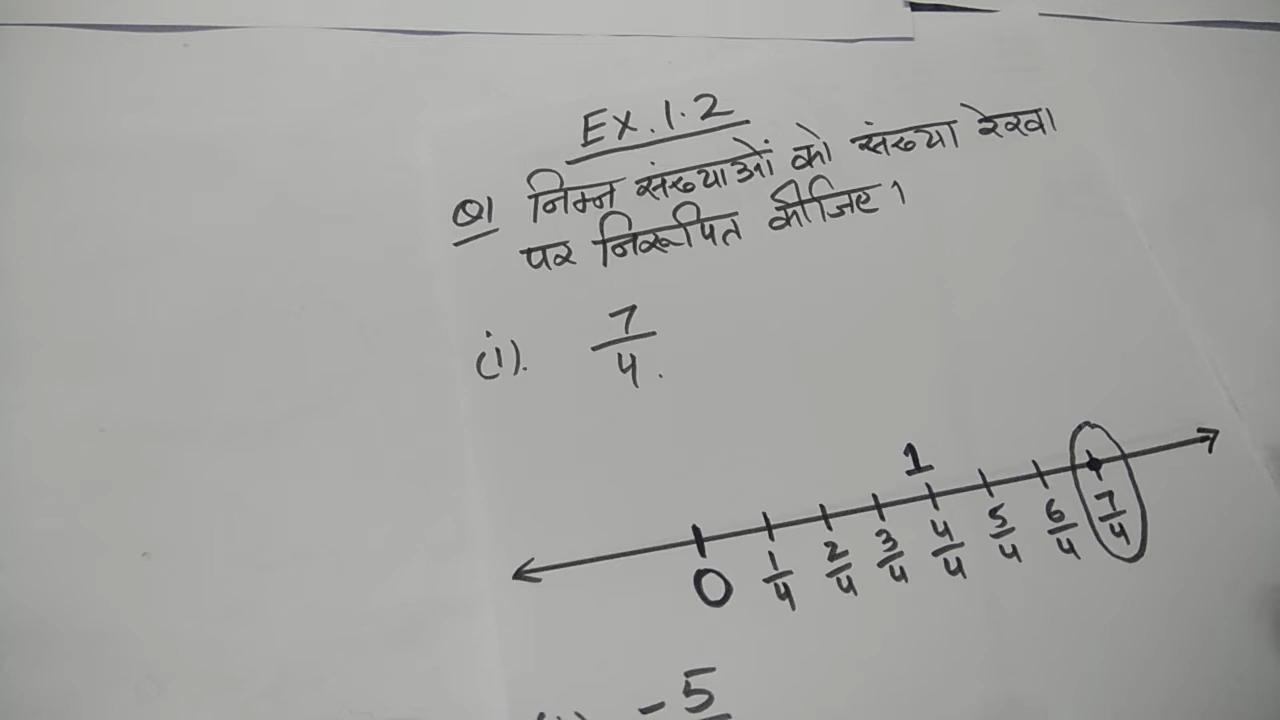 Ex. 1.2
Q1 निम्न संख्याओं को संख्या रेखा
पर निरूपित कीजिए।
(i). 7/4.
1
0 1/4 2/4 3/4 4/4 5/4 6/4 7/4
-5